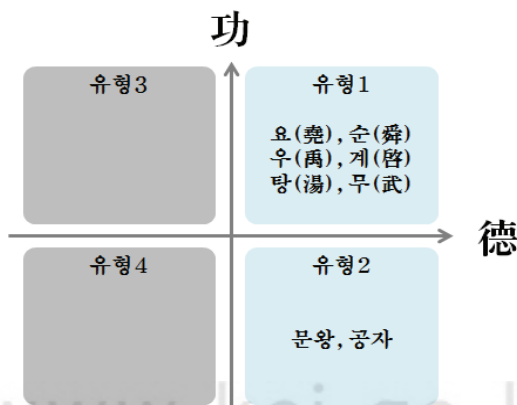 功
유형3
유형1
요(堯), 순(舜)
우(禹), 계(啓)
탕(湯), 무(武)
德
유형4
유형2
문왕, 공자